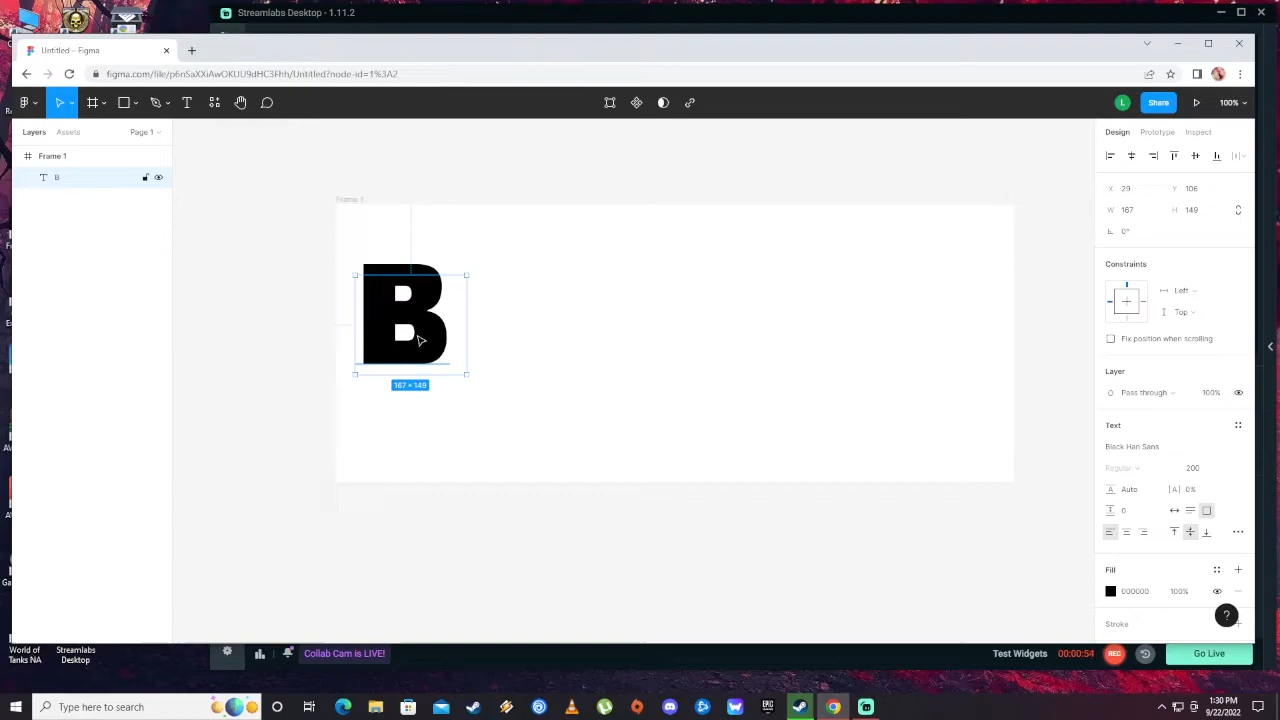 Streamlabs Desktop - 1.11.2
Untitled – Figma
figma.com/file/p6nSaXXiAwOKUU9dHC3Fhh/Untitled?node-id=1%3A2
L
Share
100%
Layers
Assets
Page 1
Design
Prototype
Inspect
Frame 1
T B
X 29
Y 106
W 167
H 149
0°
Frame 1
B
167 × 149
Constraints
Left
Top
Fix position when scrolling
Layer
Pass through
100%
Text
Black Han Sans
Regular
200
A Auto
|A| 0%
0
Fill
000000
100%
?
Stroke
World of
Tanks NA
Streamlabs
Desktop
Collab Cam is LIVE!
Test Widgets
00:00:54
REC
Go Live
Type here to search
EPIC
1:30 PM
9/22/2022